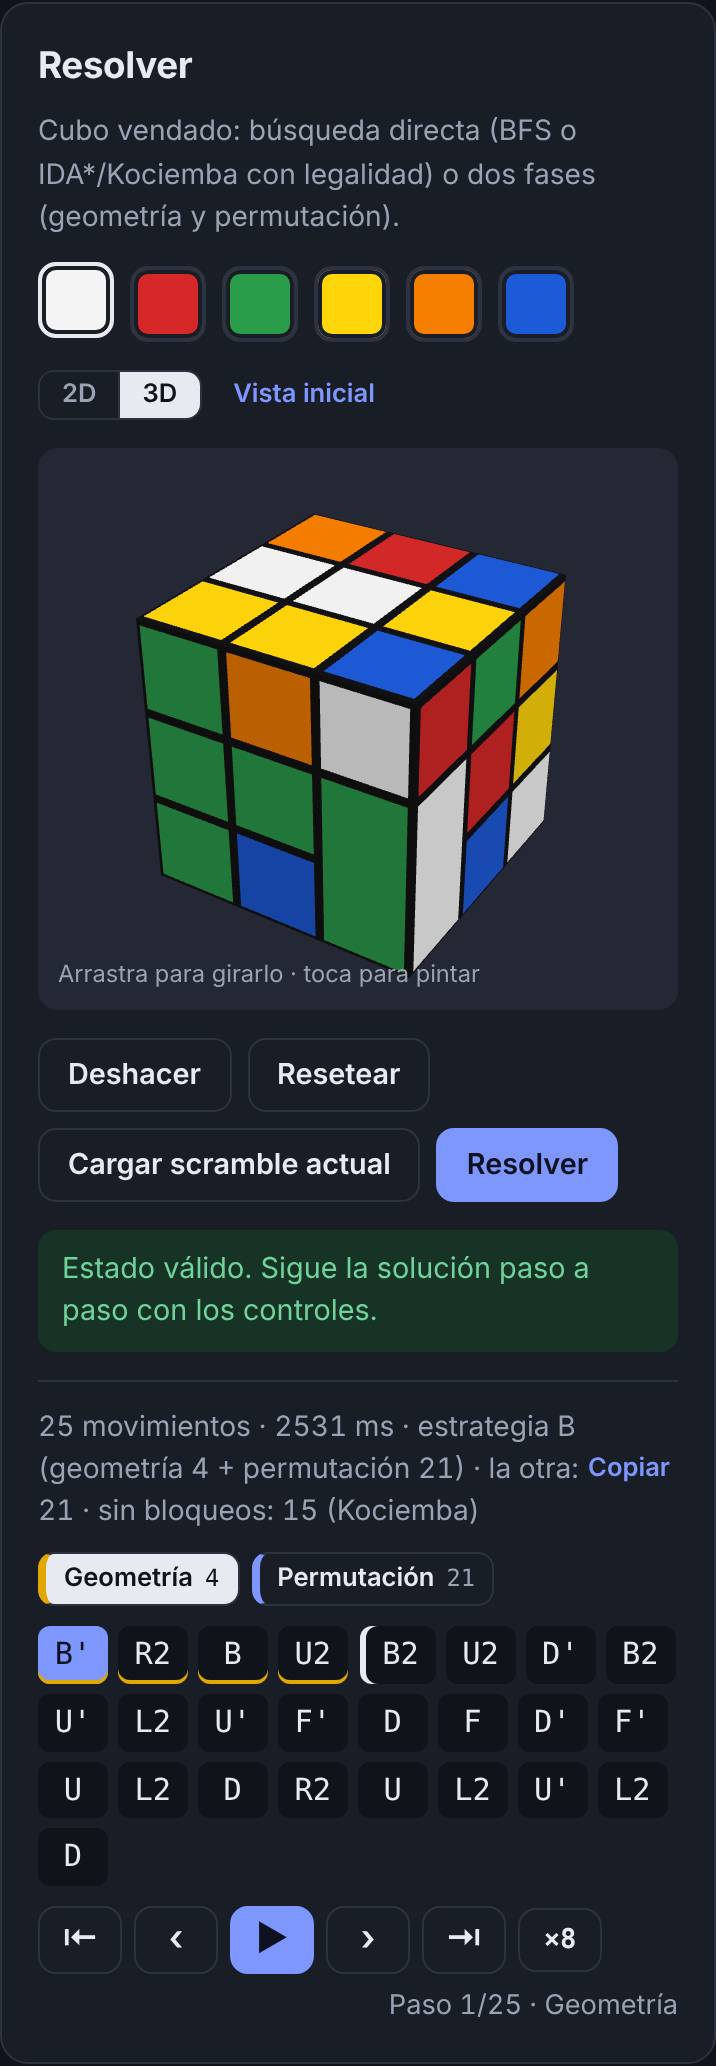 Resolver
Cubo vendado: búsqueda directa (BFS o
IDA*/Kociemba con legalidad) o dos fases
(geometría y permutación).
2D 3D Vista inicial
Arrastra para girarlo · toca para pintar
Deshacer Resetear
Cargar scramble actual Resolver
Estado válido. Sigue la solución paso a
paso con los controles.
25 movimientos · 2531 ms · estrategia B
(geometría 4 + permutación 21) · la otra: Copiar
21 · sin bloqueos: 15 (Kociemba)
Geometría 4 Permutación 21
B' R2 B U2 B2 U2 D' B2
U' L2 U' F' D F D' F'
U L2 D R2 U L2 U' L2
D
×8
Paso 1/25 · Geometría